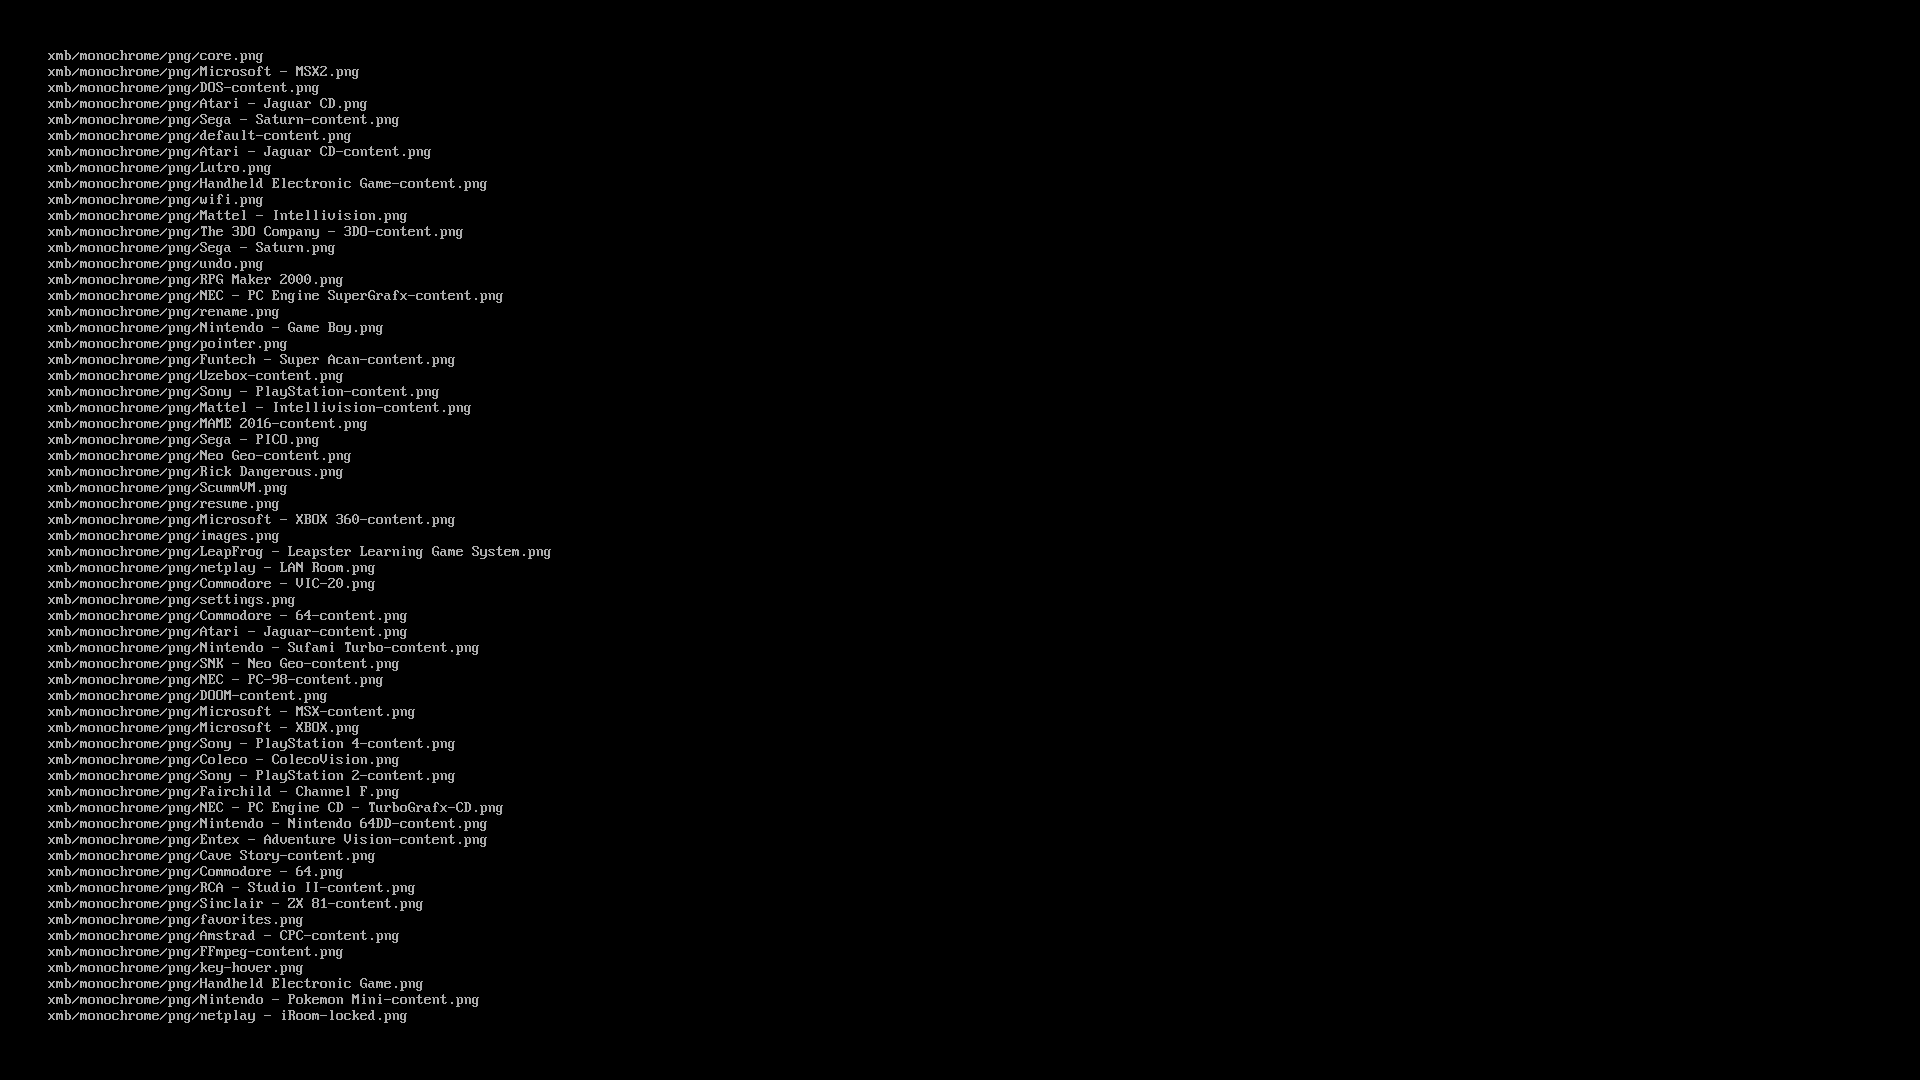 xmb/monochrome/png/core.png
xmb/monochrome/png/Microsoft - MSX2.png
xmb/monochrome/png/DOS-content.png
xmb/monochrome/png/Atari - Jaguar CD.png
xmb/monochrome/png/Sega - Saturn-content.png
xmb/monochrome/png/default-content.png
xmb/monochrome/png/Atari - Jaguar CD-content.png
xmb/monochrome/png/Lutro.png
xmb/monochrome/png/Handheld Electronic Game-content.png
xmb/monochrome/png/wifi.png
xmb/monochrome/png/Mattel - Intellivision.png
xmb/monochrome/png/The 3DO Company - 3DO-content.png
xmb/monochrome/png/Sega - Saturn.png
xmb/monochrome/png/undo.png
xmb/monochrome/png/RPG Maker 2000.png
xmb/monochrome/png/NEC - PC Engine SuperGrafx-content.png
xmb/monochrome/png/rename.png
xmb/monochrome/png/Nintendo - Game Boy.png
xmb/monochrome/png/pointer.png
xmb/monochrome/png/Funtech - Super Acan-content.png
xmb/monochrome/png/Uzebox-content.png
xmb/monochrome/png/Sony - PlayStation-content.png
xmb/monochrome/png/Mattel - Intellivision-content.png
xmb/monochrome/png/MAME 2016-content.png
xmb/monochrome/png/Sega - PICO.png
xmb/monochrome/png/Neo Geo-content.png
xmb/monochrome/png/Rick Dangerous.png
xmb/monochrome/png/ScummVM.png
xmb/monochrome/png/resume.png
xmb/monochrome/png/Microsoft - XBOX 360-content.png
xmb/monochrome/png/images.png
xmb/monochrome/png/LeapFrog - Leapster Learning Game System.png
xmb/monochrome/png/netplay - LAN Room.png
xmb/monochrome/png/Commodore - VIC-20.png
xmb/monochrome/png/settings.png
xmb/monochrome/png/Commodore - 64-content.png
xmb/monochrome/png/Atari - Jaguar-content.png
xmb/monochrome/png/Nintendo - Sufami Turbo-content.png
xmb/monochrome/png/SNK - Neo Geo-content.png
xmb/monochrome/png/NEC - PC-98-content.png
xmb/monochrome/png/DOOM-content.png
xmb/monochrome/png/Microsoft - MSX-content.png
xmb/monochrome/png/Microsoft - XBOX.png
xmb/monochrome/png/Sony - PlayStation 4-content.png
xmb/monochrome/png/Coleco - ColecoVision.png
xmb/monochrome/png/Sony - PlayStation 2-content.png
xmb/monochrome/png/Fairchild - Channel F.png
xmb/monochrome/png/NEC - PC Engine CD - TurboGrafx-CD.png
xmb/monochrome/png/Nintendo - Nintendo 64DD-content.png
xmb/monochrome/png/Entex - Adventure Vision-content.png
xmb/monochrome/png/Cave Story-content.png
xmb/monochrome/png/Commodore - 64.png
xmb/monochrome/png/RCA - Studio II-content.png
xmb/monochrome/png/Sinclair - ZX 81-content.png
xmb/monochrome/png/favorites.png
xmb/monochrome/png/Amstrad - CPC-content.png
xmb/monochrome/png/FFmpeg-content.png
xmb/monochrome/png/key-hover.png
xmb/monochrome/png/Handheld Electronic Game.png
xmb/monochrome/png/Nintendo - Pokemon Mini-content.png
xmb/monochrome/png/netplay - iRoom-locked.png